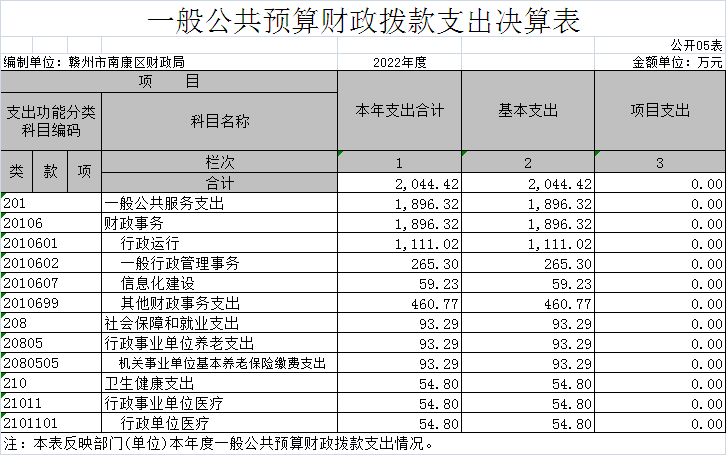 一般公共预算财政拨款支出决算表
公开05表
编制单位：赣州市南康区财政局 2022年度 金额单位：万元
项 目 本年支出合计 基本支出 项目支出
支出功能分类科目编码 科目名称
类 款 项 栏次 1 2 3
合计 2,044.42 2,044.42 0.00
201 一般公共服务支出 1,896.32 1,896.32 0.00
20106 财政事务 1,896.32 1,896.32 0.00
2010601 行政运行 1,111.02 1,111.02 0.00
2010602 一般行政管理事务 265.30 265.30 0.00
2010607 信息化建设 59.23 59.23 0.00
2010699 其他财政事务支出 460.77 460.77 0.00
208 社会保障和就业支出 93.29 93.29 0.00
20805 行政事业单位养老支出 93.29 93.29 0.00
2080505 机关事业单位基本养老保险缴费支出 93.29 93.29 0.00
210 卫生健康支出 54.80 54.80 0.00
21011 行政事业单位医疗 54.80 54.80 0.00
2101101 行政单位医疗 54.80 54.80 0.00
注：本表反映部门(单位)本年度一般公共预算财政拨款支出情况。